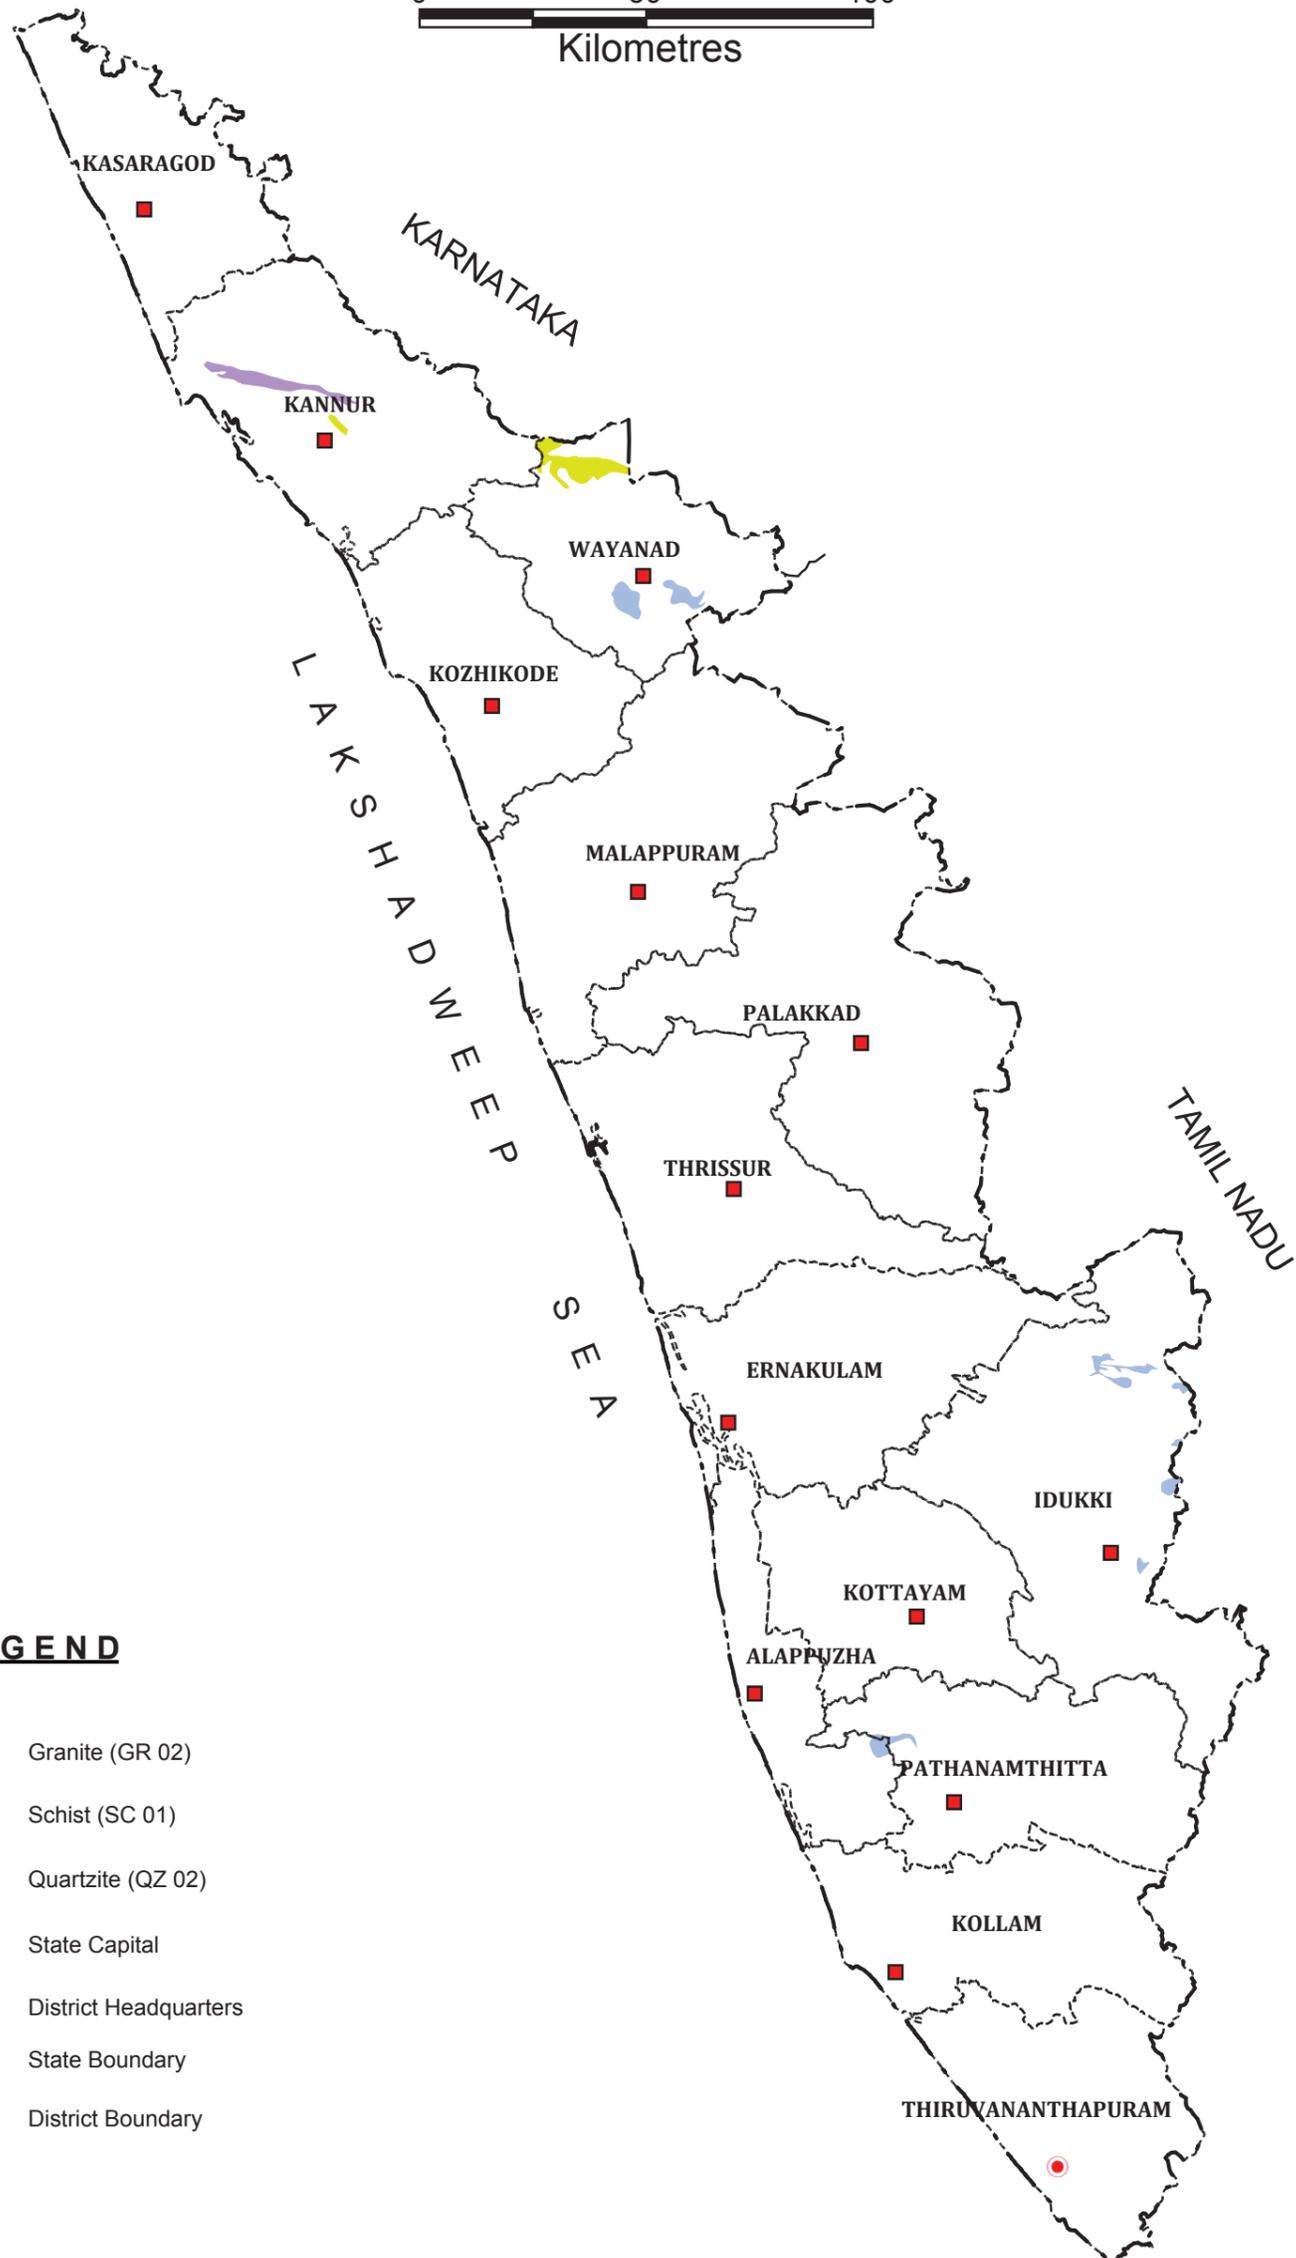 Kilometres
KASARAGOD
KARNATAKA
KANNUR
WAYANAD
KOZHIKODE
LAKSHADWEEP SEA
MALAPPURAM
PALAKKAD
TAMIL NADU
THRISSUR
ERNAKULAM
IDUKKI
KOTTAYAM
ALAPPUZHA
PATHANAMTHITTA
KOLLAM
THIRUVANANTHAPURAM
GEND
Granite (GR 02)
Schist (SC 01)
Quartzite (QZ 02)
State Capital
District Headquarters
State Boundary
District Boundary